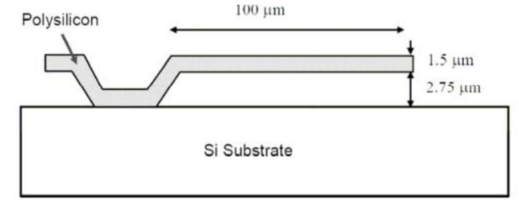 100 μm
Polysilicon
1.5 μm
2.75 μm
Si Substrate